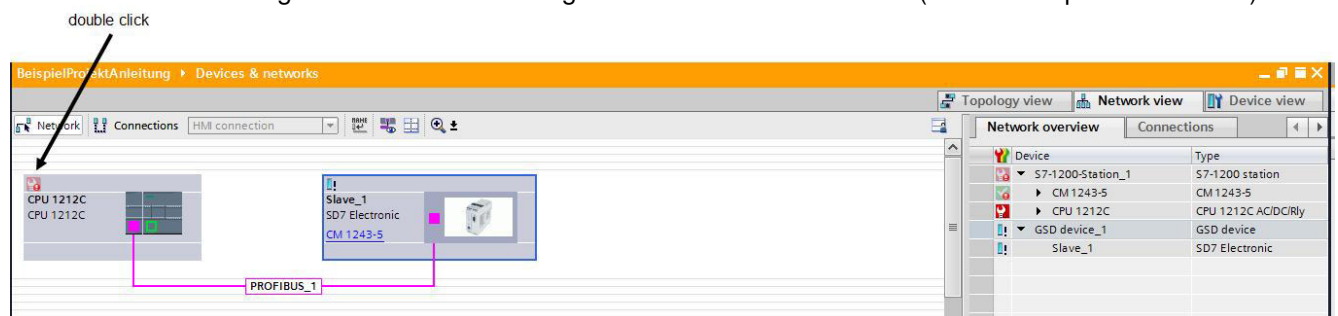 double click
BeispielProjektAnleitung ▸ Devices & networks
Topology view Network view Device view
Network Connections HMI connection
Network overview Connections
Device Type
S7-1200-Station_1 S7-1200 station
CM 1243-5 CM 1243-5
CPU 1212C CPU 1212C AC/DC/Rly
GSD device_1 GSD device
Slave_1 SD7 Electronic
CPU 1212C
CPU 1212C
Slave_1
SD7 Electronic
CM 1243-5
PROFIBUS_1